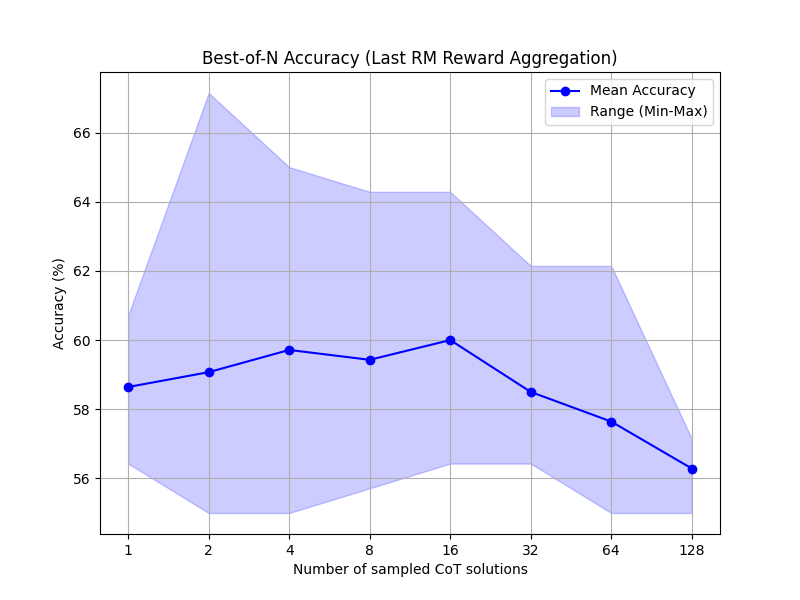 Best-of-N Accuracy (Last RM Reward Aggregation)
Mean Accuracy
Range (Min-Max)
Accuracy (%)
66
64
62
60
58
56
1 2 4 8 16 32 64 128
Number of sampled CoT solutions